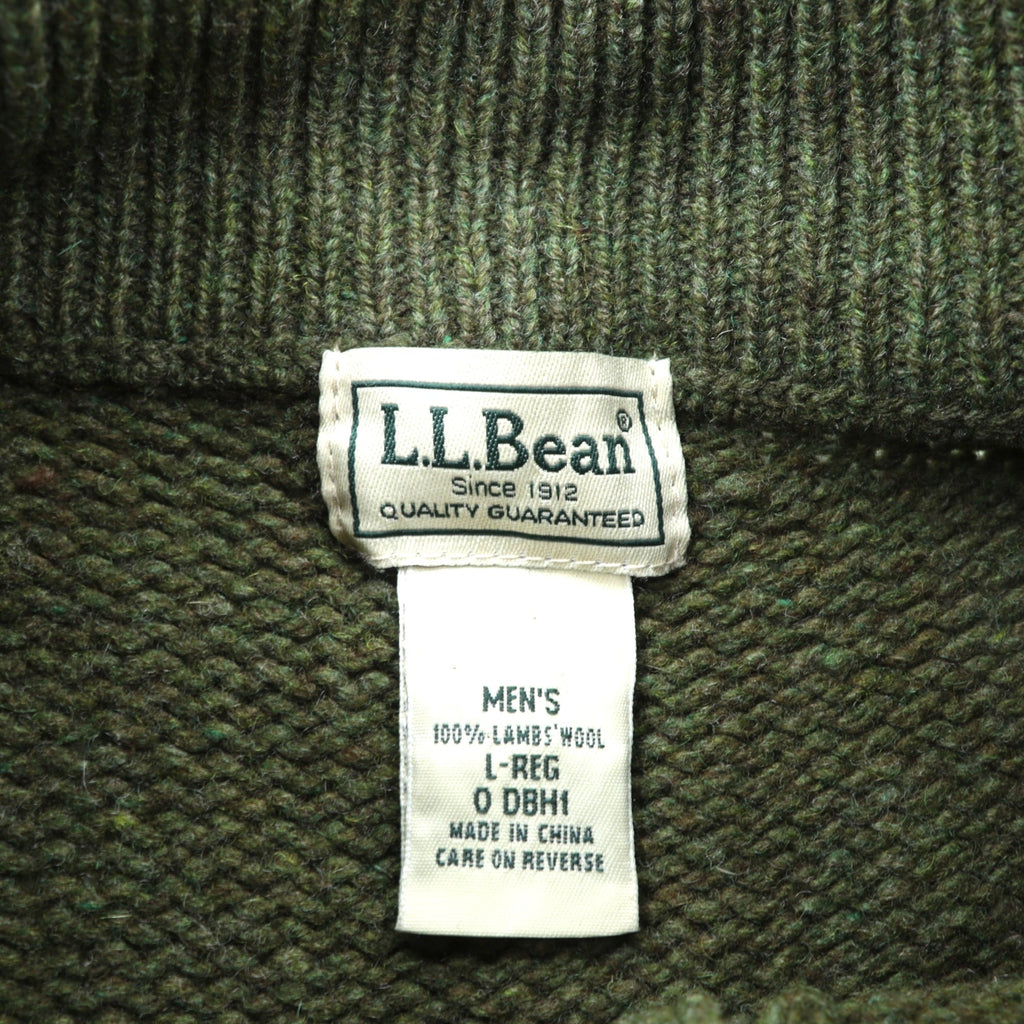 L.L.Bean®
Since 1912
QUALITY GUARANTEED
MEN'S
100% LAMBS' WOOL
L-REG
0 DBH1
MADE IN CHINA
CARE ON REVERSE